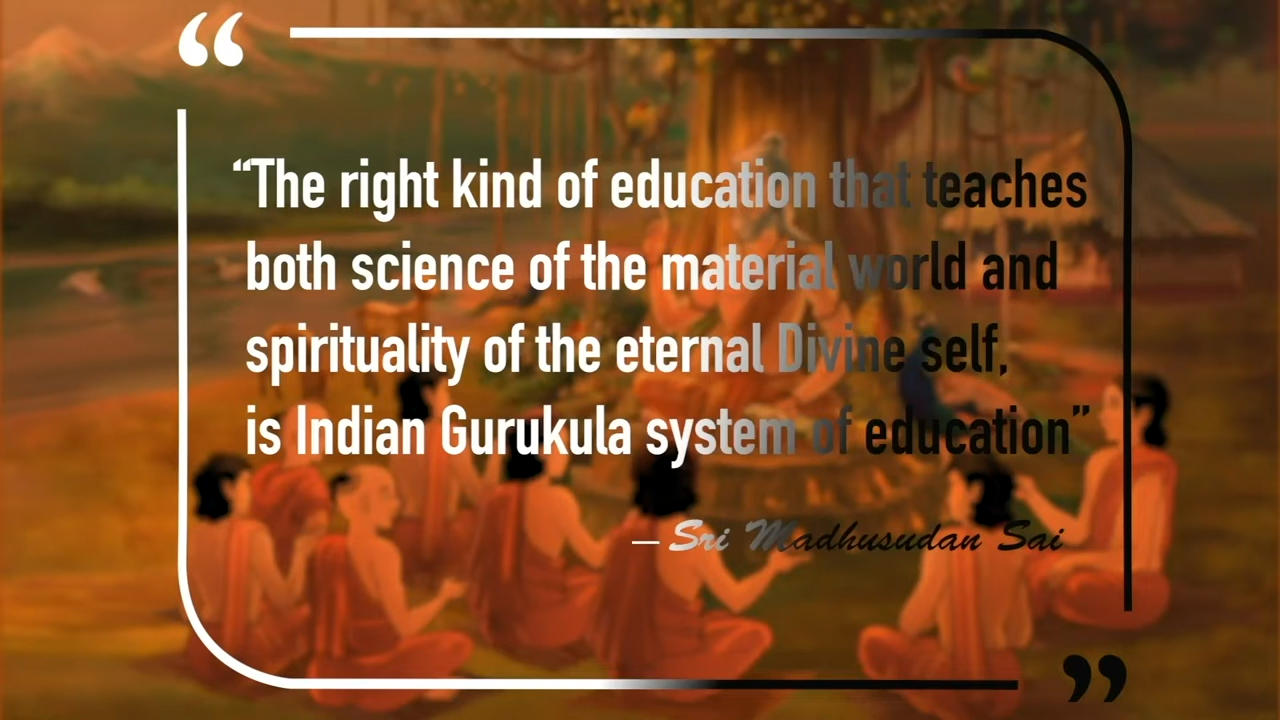 “The right kind of education that teaches
both science of the material world and
spirituality of the eternal Divine self,
is Indian Gurukula system of education”
– Sri Madhusudan Sai